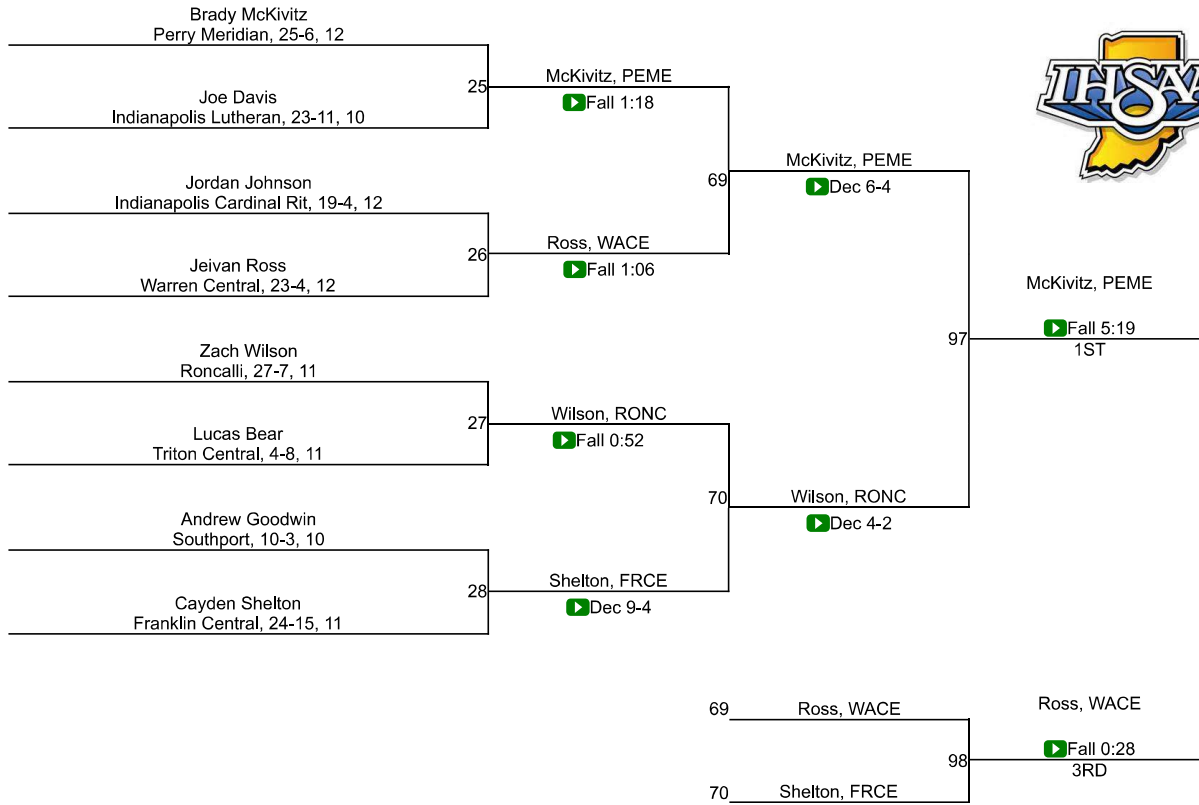 Brady McKivitz
Perry Meridian, 25-6, 12
Joe Davis
Indianapolis Lutheran, 23-11, 10
25
McKivitz, PEME
Fall 1:18
Jordan Johnson
Indianapolis Cardinal Rit, 19-4, 12
Jeivan Ross
Warren Central, 23-4, 12
26
Ross, WACE
Fall 1:06
69
McKivitz, PEME
Dec 6-4
Zach Wilson
Roncalli, 27-7, 11
Lucas Bear
Triton Central, 4-8, 11
27
Wilson, RONC
Fall 0:52
Andrew Goodwin
Southport, 10-3, 10
Cayden Shelton
Franklin Central, 24-15, 11
28
Shelton, FRCE
Dec 9-4
70
Wilson, RONC
Dec 4-2
97
McKivitz, PEME
Fall 5:19
1ST
IHSAA
69
Ross, WACE
70
Shelton, FRCE
98
Ross, WACE
Fall 0:28
3RD